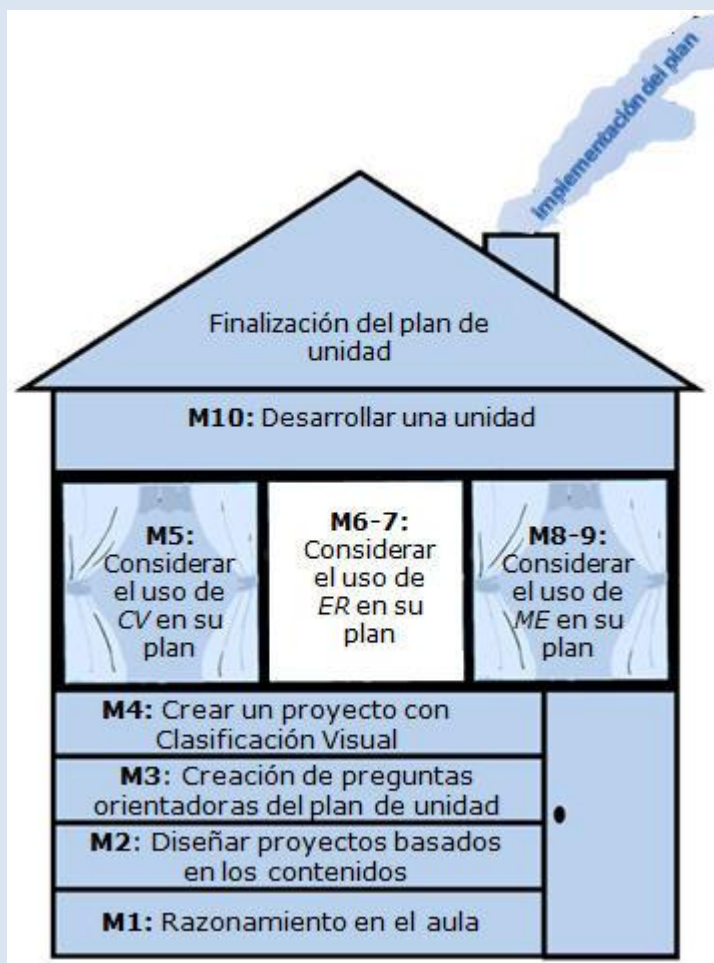 implementación del plan
Finalización del plan de
unidad
M10: Desarrollar una unidad
M5:
Considerar
el uso de
CV en su
plan
M6-7:
Considerar
el uso de
ER en su
plan
M8-9:
Considerar
el uso de
ME en su
plan
M4: Crear un proyecto con
Clasificación Visual
M3: Creación de preguntas
orientadoras del plan de unidad
M2: Diseñar proyectos basados
en los contenidos
M1: Razonamiento en el aula